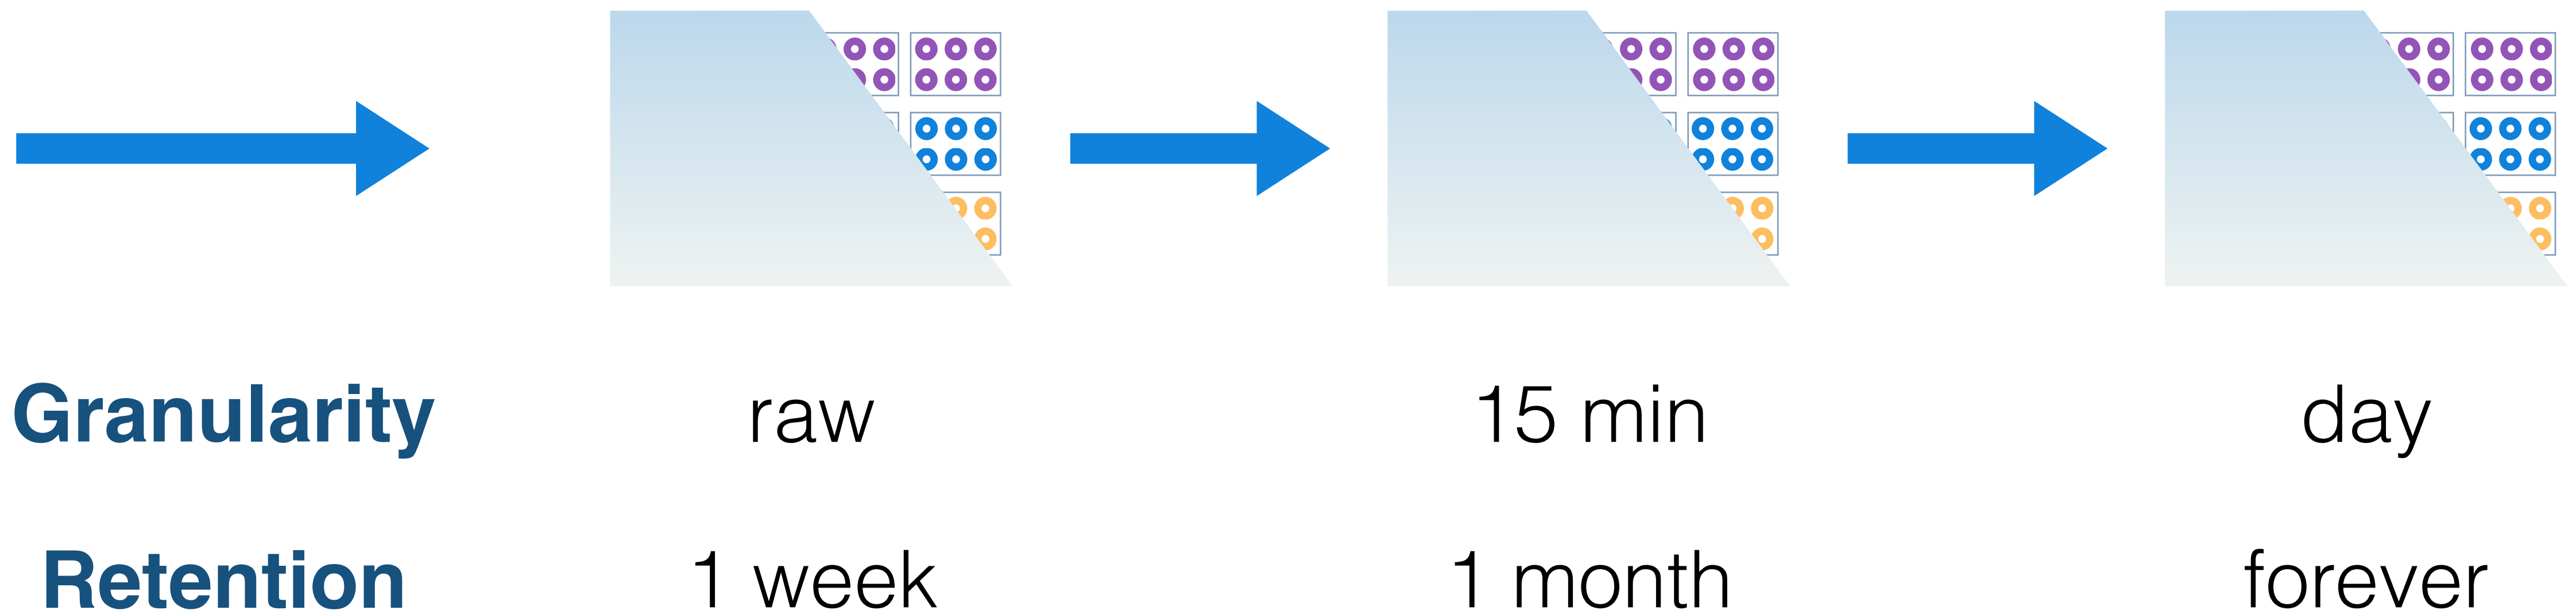 Granularity raw 15 min day
Retention 1 week 1 month forever